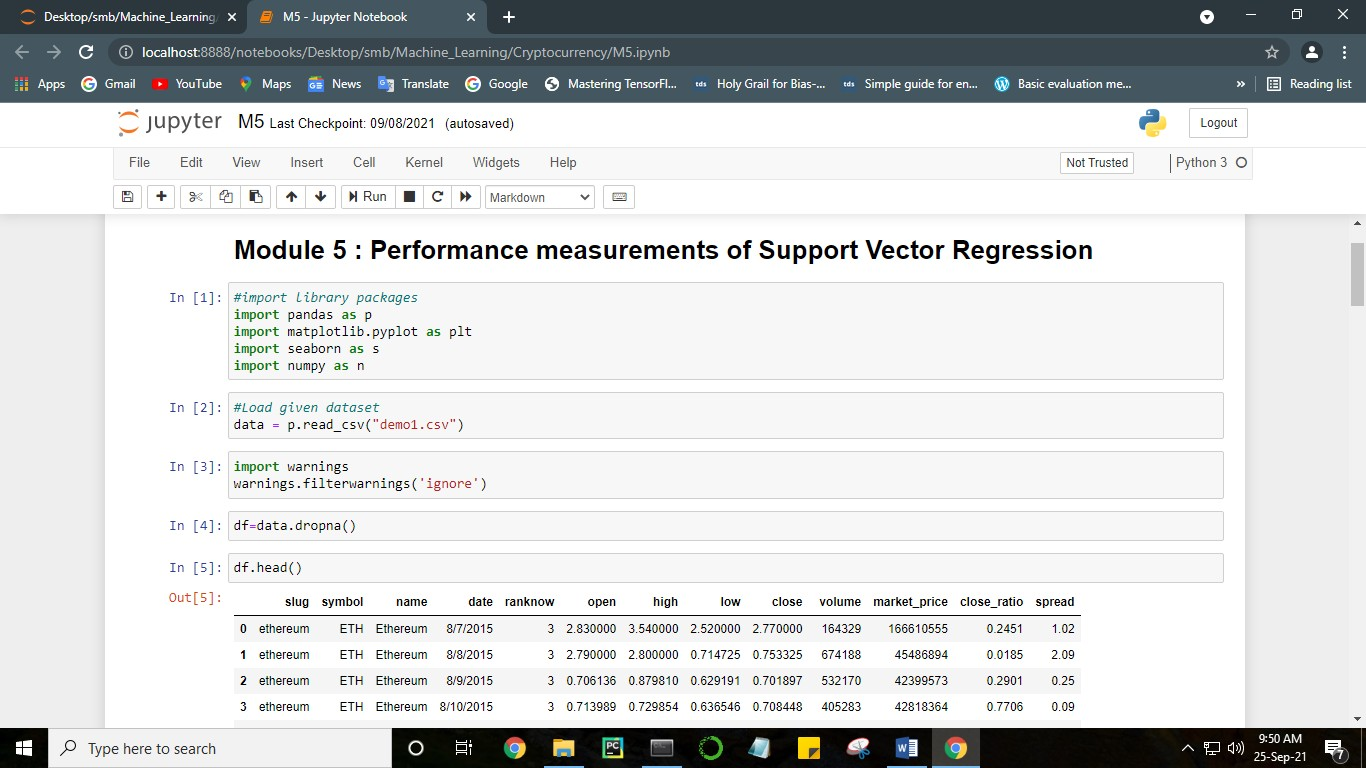 Desktop/smb/Machine_Learning M5 - Jupyter Notebook
localhost:8888/notebooks/Desktop/smb/Machine_Learning/Cryptocurrency/M5.ipynb
Apps Gmail YouTube Maps News Translate Google Mastering TensorFl... Holy Grail for Bias-... Simple guide for en... Basic evaluation me... » Reading list
jupyter M5 Last Checkpoint: 09/08/2021 (autosaved) Logout
File Edit View Insert Cell Kernel Widgets Help Not Trusted Python 3
Run Markdown
Module 5 : Performance measurements of Support Vector Regression
In [1]: #import library packages
import pandas as p
import matplotlib.pyplot as plt
import seaborn as s
import numpy as n
In [2]: #Load given dataset
data = p.read_csv("demo1.csv")
In [3]: import warnings
warnings.filterwarnings('ignore')
In [4]: df=data.dropna()
In [5]: df.head()
Out[5]:
slug symbol name date ranknow open high low close volume market_price close_ratio spread
0 ethereum ETH Ethereum 8/7/2015 3 2.830000 3.540000 2.520000 2.770000 164329 166610555 0.2451 1.02
1 ethereum ETH Ethereum 8/8/2015 3 2.790000 2.800000 0.714725 0.753325 674188 45486894 0.0185 2.09
2 ethereum ETH Ethereum 8/9/2015 3 0.706136 0.879810 0.629191 0.701897 532170 42399573 0.2901 0.25
3 ethereum ETH Ethereum 8/10/2015 3 0.713989 0.729854 0.636546 0.708448 405283 42818364 0.7706 0.09
Type here to search
9:50 AM
25-Sep-21
7